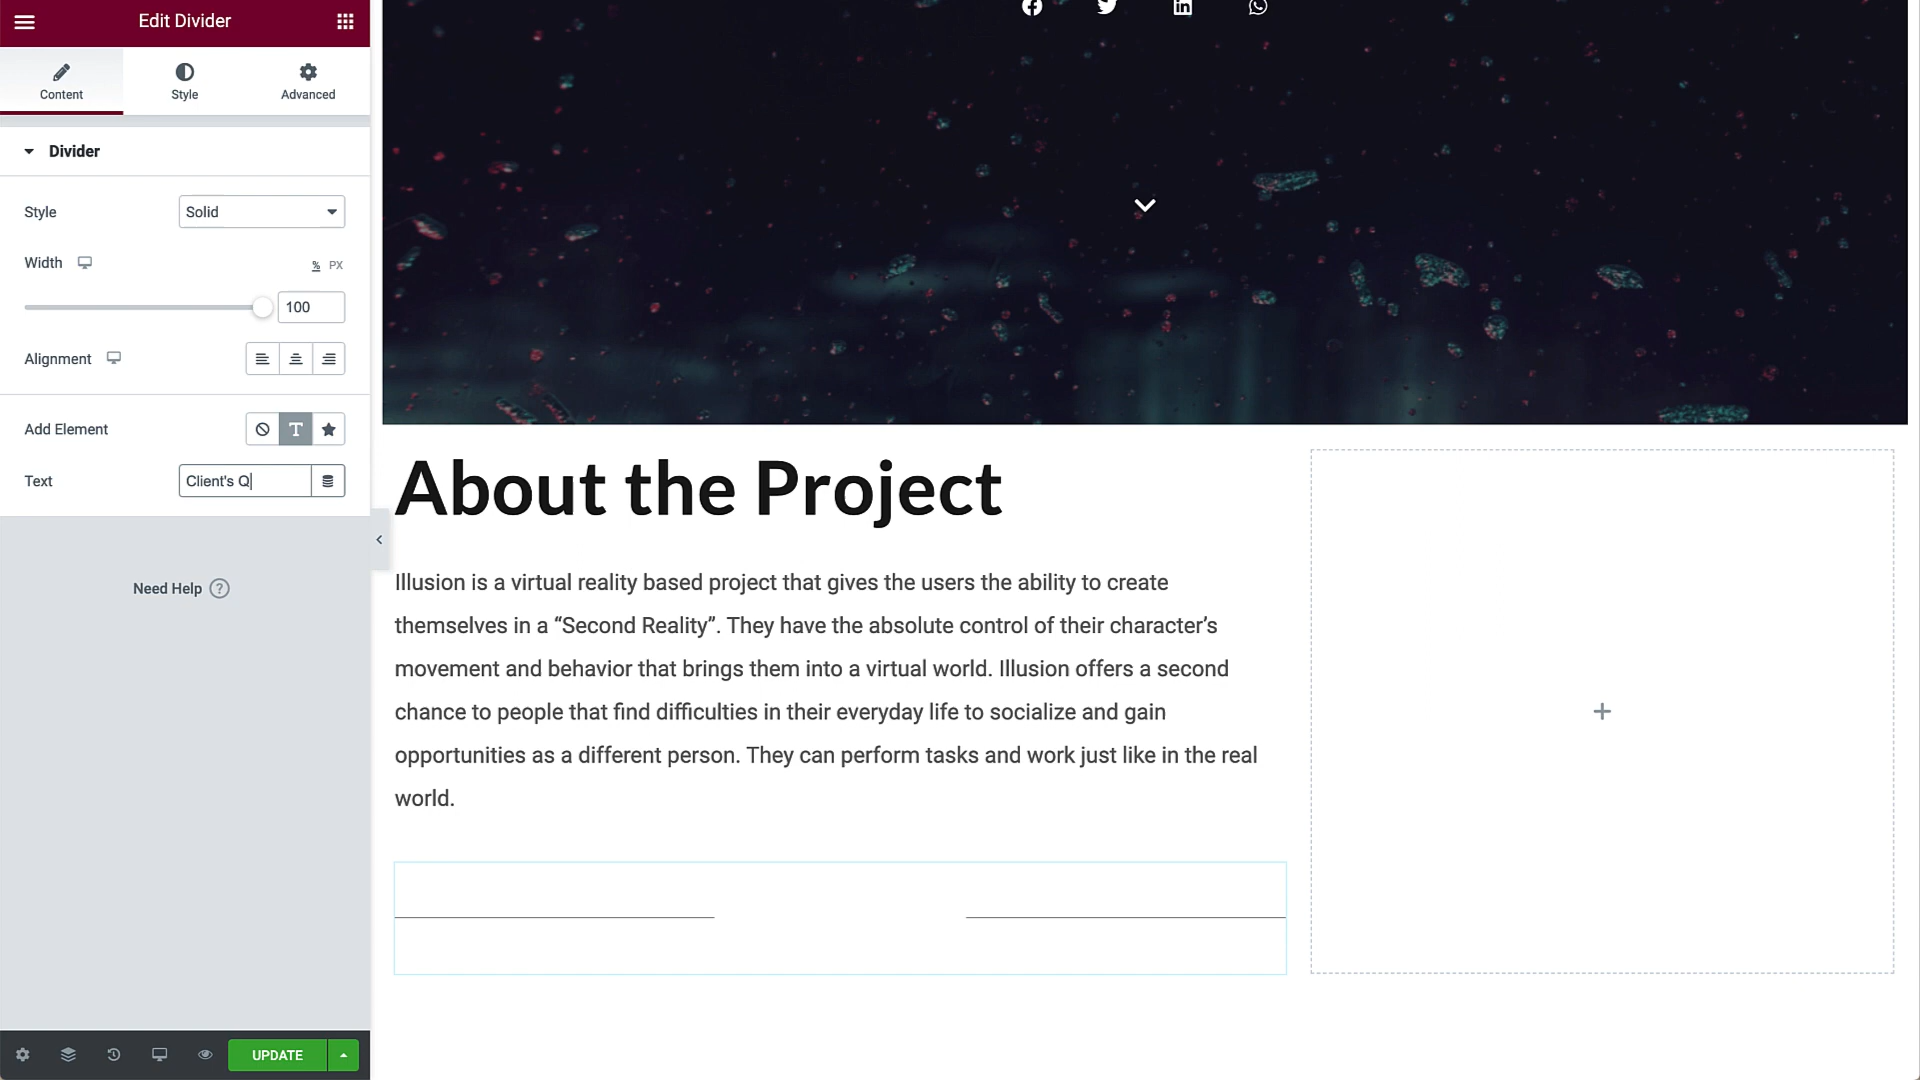 Edit Divider
Content
Style
Advanced
Divider
Style
Solid
Width
% PX
100
Alignment
Add Element
Text
Client's Q
Need Help ?
UPDATE
About the Project
Illusion is a virtual reality based project that gives the users the ability to create
themselves in a “Second Reality”. They have the absolute control of their character’s
movement and behavior that brings them into a virtual world. Illusion offers a second
chance to people that find difficulties in their everyday life to socialize and gain
opportunities as a different person. They can perform tasks and work just like in the real
world.